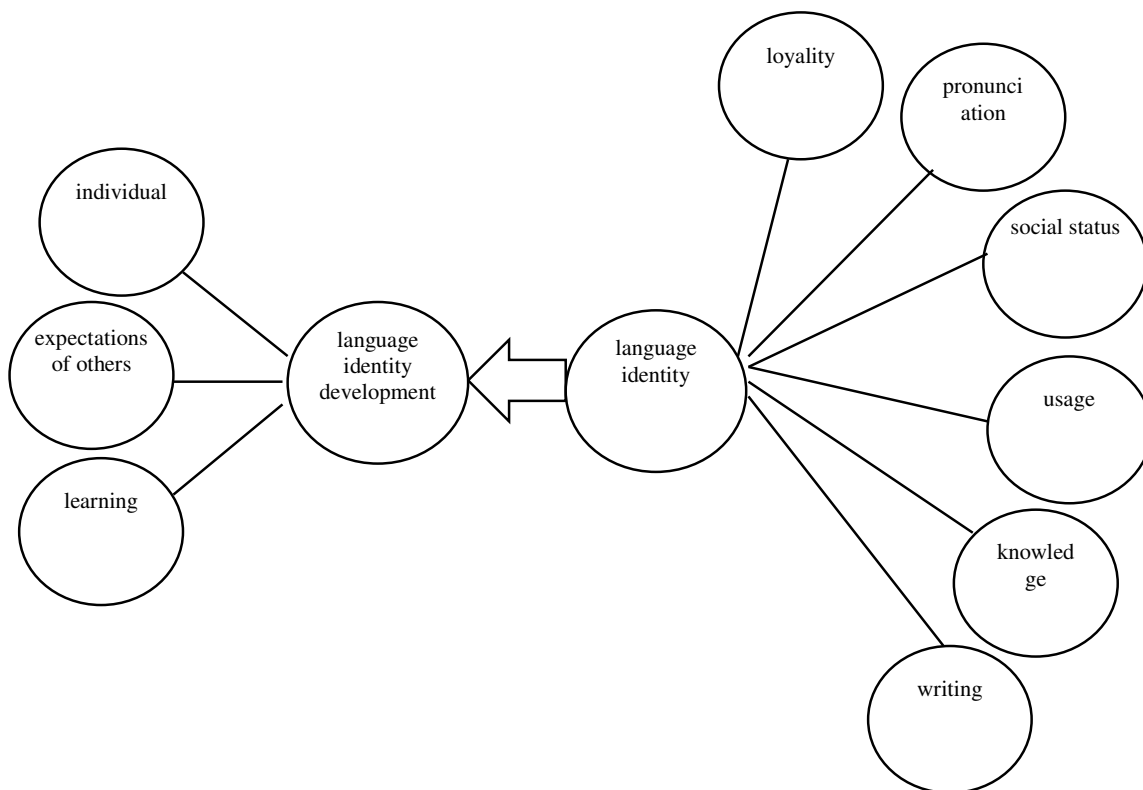 loyality
pronunci
ation
individual
social status
expectations
of others
language
identity
development
language
identity
usage
learning
knowled
ge
writing